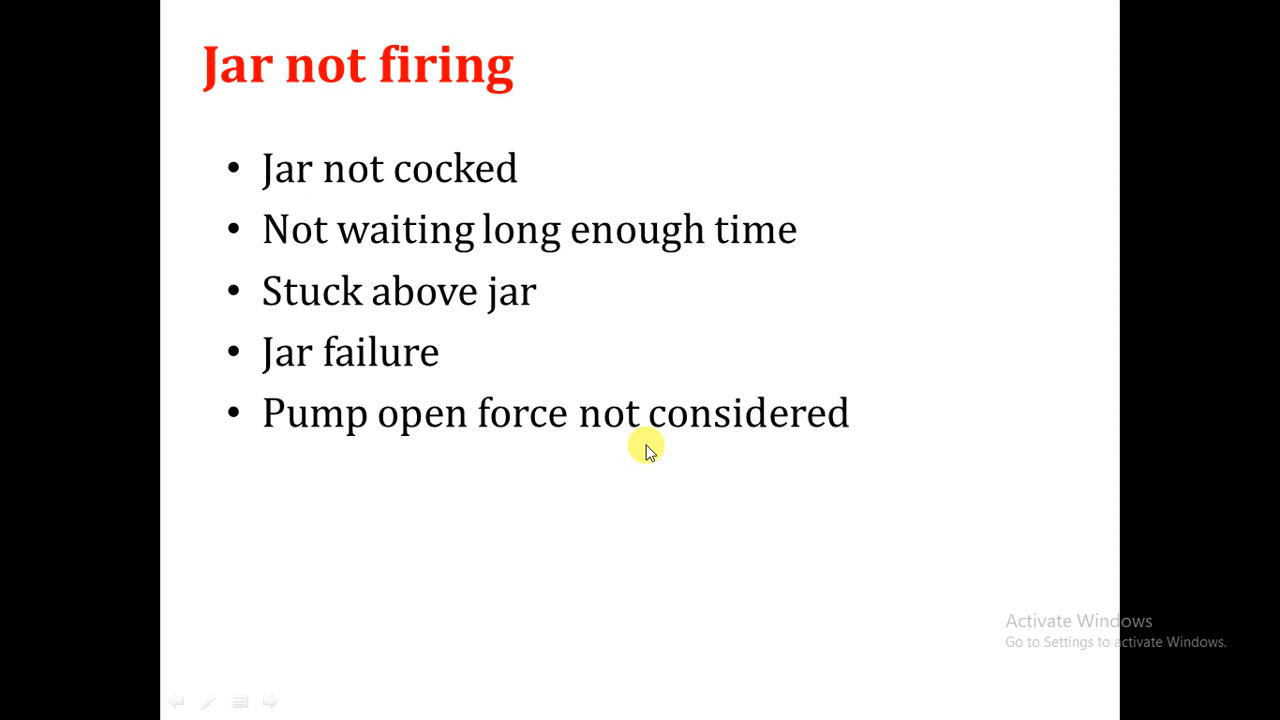 Jar not firing
• Jar not cocked
• Not waiting long enough time
• Stuck above jar
• Jar failure
• Pump open force not considered
Activate Windows
Go to Settings to activate Windows.